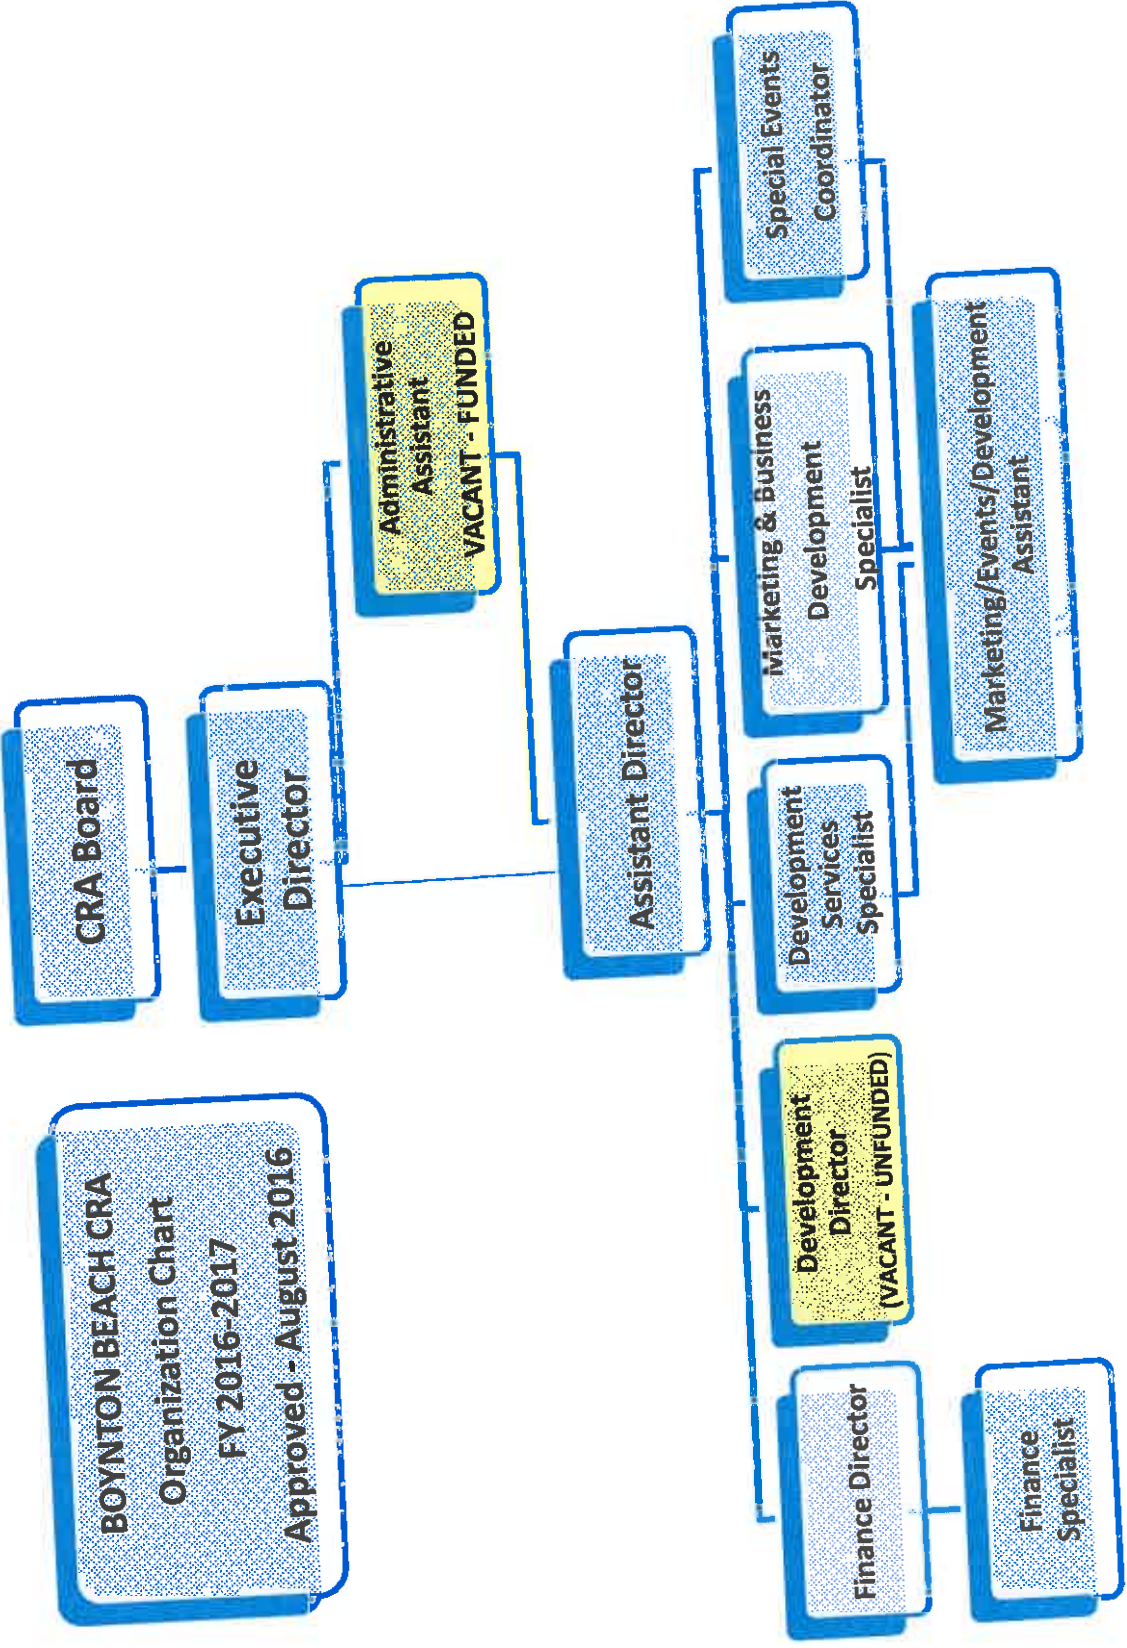 BOYNTON BEACH CRA
Organization Chart
FY 2016-2017
Approved - August 2016
CRA Board
Executive
Director
Administrative
Assistant
VACANT - FUNDED
Assistant Director
Finance Director
Development
Director
(VACANT - UNFUNDED)
Development
Services
Specialist
Marketing & Business
Development
Specialist
Special Events
Coordinator
Finance
Specialist
Marketing/Events/Development
Assistant